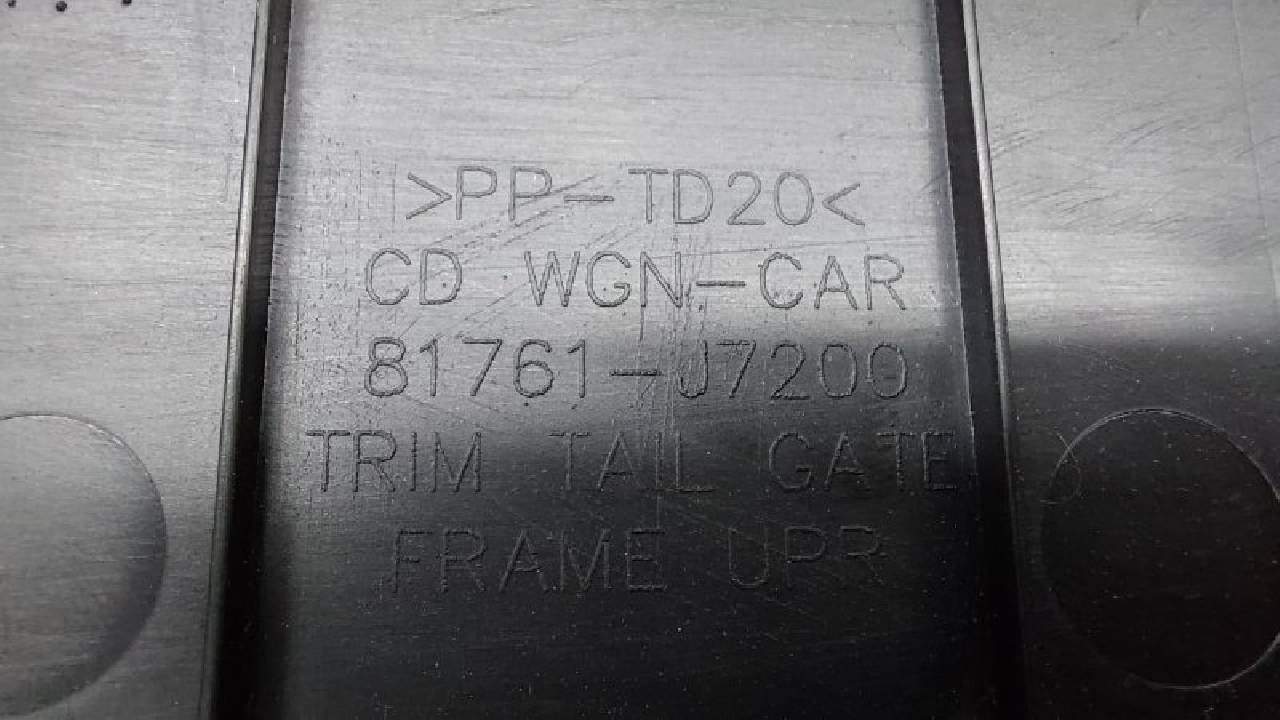 >PP-TD20<
CD WGN-CAR
81761-J7200
TRIM TAIL GATE
FRAME UPR